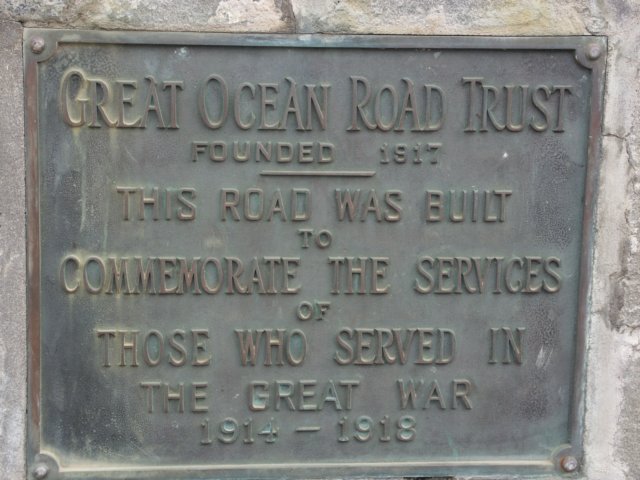 GREAT OCEAN ROAD TRUST
FOUNDED 1917
THIS ROAD WAS BUILT
TO
COMMEMORATE THE SERVICES
OF
THOSE WHO SERVED IN
THE GREAT WAR
1914 - 1918